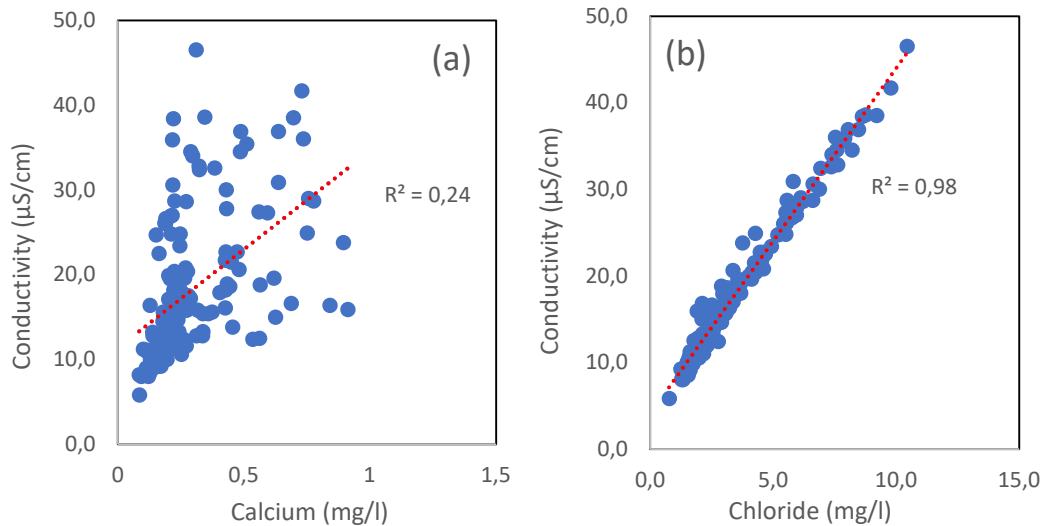 (a)
Conductivity (µS/cm)
50,0
40,0
30,0
20,0
10,0
0,0
R² = 0,24
0
0,5
1
1,5
Calcium (mg/l)
(b)
Conductivity (µS/cm)
50,0
40,0
30,0
20,0
10,0
0,0
R² = 0,98
0,0
5,0
10,0
15,0
Chloride (mg/l)